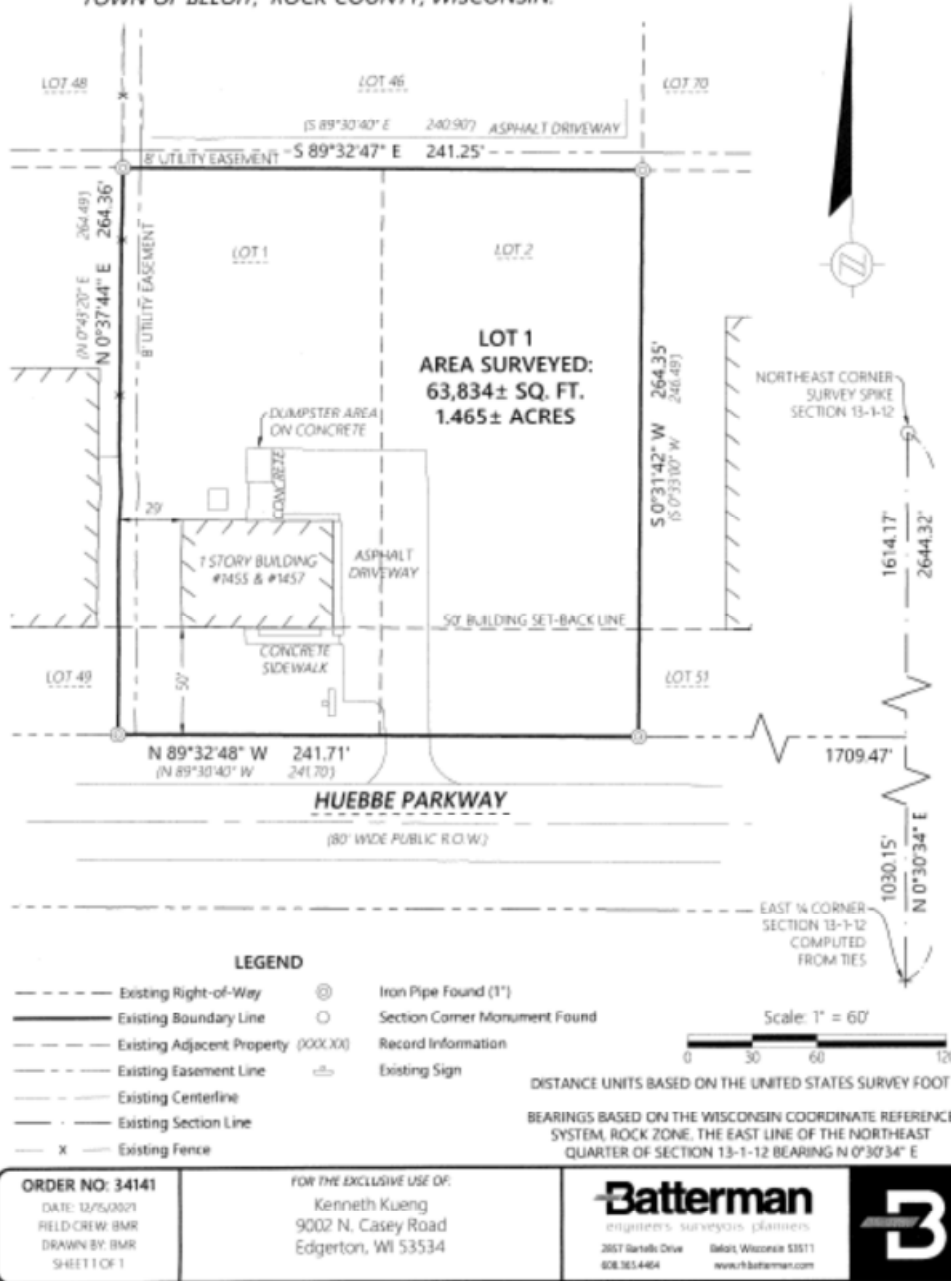 TOWN OF BELOIT, ROCK COUNTY, WISCONSIN.
LOT 48
LOT 46
LOT 70
(S 89°30'40" E 240.90') ASPHALT DRIVEWAY
8' UTILITY EASEMENT
S 89°32'47" E 241.25'
(N 0°43'20" E 264.49')
N 0°37'44" E 264.36'
8' UTILITY EASEMENT
LOT 1
LOT 2
LOT 1
AREA SURVEYED:
63,834± SQ. FT.
1.465± ACRES
S 0°31'42" W 264.35'
(S 0°33'00" W 246.49')
NORTHEAST CORNER
SURVEY SPIKE
SECTION 13-1-12
DUMPSTER AREA
ON CONCRETE
CONCRETE
29'
1 STORY BUILDING
#1455 & #1457
ASPHALT
DRIVEWAY
1614.17'
2644.32'
50' BUILDING SET-BACK LINE
CONCRETE
SIDEWALK
50'
LOT 49
LOT 51
N 89°32'48" W 241.71'
(N 89°30'40" W 241.70')
1709.47'
HUEBBE PARKWAY
(80' WIDE PUBLIC R.O.W.)
1030.15'
N 0°30'34" E
EAST ¼ CORNER
SECTION 13-1-12
COMPUTED
FROM TIES
LEGEND
Existing Right-of-Way
Existing Boundary Line
Existing Adjacent Property
Existing Easement Line
Existing Centerline
Existing Section Line
X Existing Fence
Iron Pipe Found (1")
Section Corner Monument Found
(XXX.XX) Record Information
Existing Sign
Scale: 1" = 60'
0 30 60 120
DISTANCE UNITS BASED ON THE UNITED STATES SURVEY FOOT
BEARINGS BASED ON THE WISCONSIN COORDINATE REFERENCE
SYSTEM, ROCK ZONE. THE EAST LINE OF THE NORTHEAST
QUARTER OF SECTION 13-1-12 BEARING N 0°30'34" E
ORDER NO: 34141
DATE: 12/15/2021
FIELD CREW: BMR
DRAWN BY: BMR
SHEET 1 OF 1
FOR THE EXCLUSIVE USE OF:
Kenneth Kueng
9002 N. Casey Road
Edgerton, WI 53534
Batterman
engineers surveyors planners
2857 Bartells Drive Beloit, Wisconsin 53511
608.365.4464 www.rhbatterman.com